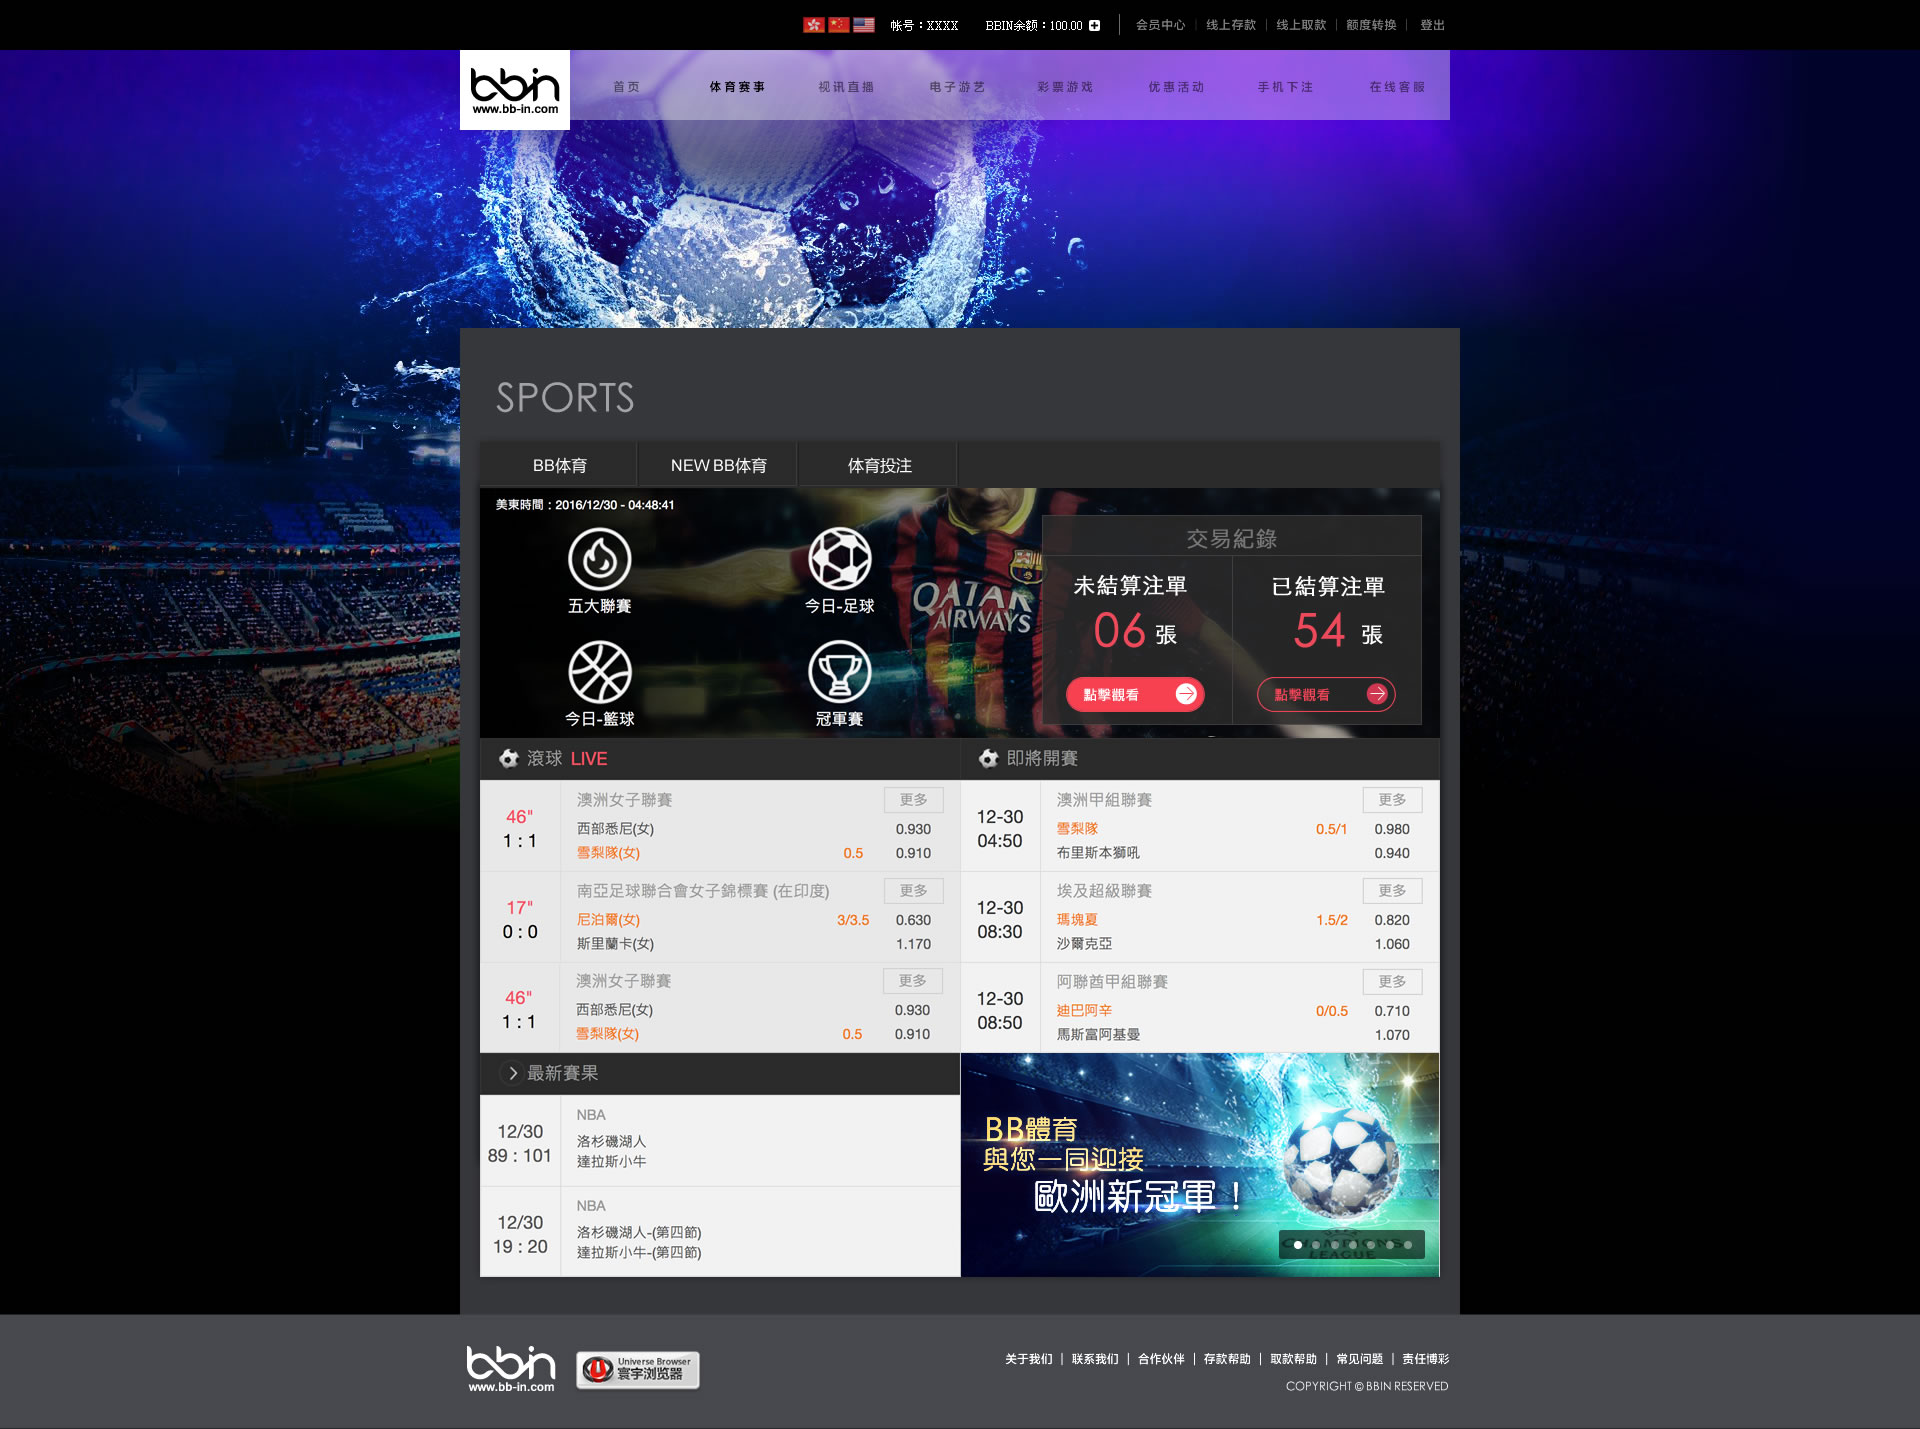 帐号：XXXX BBIN余额：100.00 会员中心 线上存款 线上取款 额度转换 登出
bbin
www.bb-in.com
首页 体育赛事 视讯直播 电子游艺 彩票游戏 优惠活动 手机下注 在线客服
SPORTS
BB体育 NEW BB体育 体育投注
美東時間：2016/12/30 - 04:48:41
五大聯賽 今日-足球
今日-籃球 冠軍賽
QATAR
AIRWAYS
交易紀錄
未結算注單 已結算注單
06 張 54 張
點擊觀看 點擊觀看
滾球 LIVE
46" 澳洲女子聯賽 更多
1 : 1 西部悉尼(女) 0.930
雪梨隊(女) 0.5 0.910
17" 南亞足球聯合會女子錦標賽 (在印度) 更多
0 : 0 尼泊爾(女) 3/3.5 0.630
斯里蘭卡(女) 1.170
46" 澳洲女子聯賽 更多
1 : 1 西部悉尼(女) 0.930
雪梨隊(女) 0.5 0.910
即將開賽
12-30 澳洲甲組聯賽 更多
04:50 雪梨隊 0.5/1 0.980
布里斯本獅吼 0.940
12-30 埃及超級聯賽 更多
08:30 瑪塊夏 1.5/2 0.820
沙爾克亞 1.060
12-30 阿聯酋甲組聯賽 更多
08:50 迪巴阿辛 0/0.5 0.710
馬斯富阿基曼 1.070
最新賽果
NBA
12/30 洛杉磯湖人
89 : 101 達拉斯小牛
NBA
12/30 洛杉磯湖人-(第四節)
19 : 20 達拉斯小牛-(第四節)
BB體育
與您一同迎接
歐洲新冠軍！
CHAMPIONS
LEAGUE
bbin
www.bb-in.com
Universe Browser
寰宇浏览器
关于我们 | 联系我们 | 合作伙伴 | 存款帮助 | 取款帮助 | 常见问题 | 责任博彩
COPYRIGHT © BBIN RESERVED